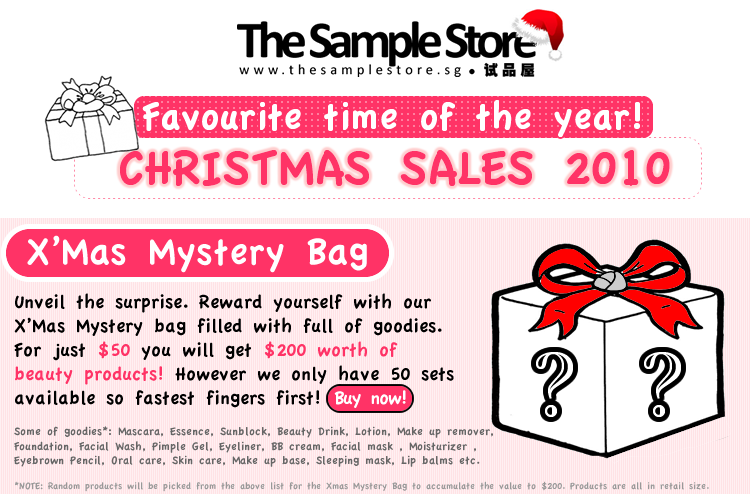 The Sample Store
www.thesamplestore.sg • 试品屋
Favourite time of the year!
CHRISTMAS SALES 2010
X'Mas Mystery Bag
Unveil the surprise. Reward yourself with our
X'Mas Mystery bag filled with full of goodies.
For just $50 you will get $200 worth of
beauty products! However we only have 50 sets
available so fastest fingers first! Buy now!
? ?
Some of goodies*: Mascara, Essence, Sunblock, Beauty Drink, Lotion, Make up remover,
Foundation, Facial Wash, Pimple Gel, Eyeliner, BB cream, Facial mask , Moisturizer ,
Eyebrown Pencil, Oral care, Skin care, Make up base, Sleeping mask, Lip balms etc.
*NOTE: Random products will be picked from the above list for the Xmas Mystery Bag to accumulate the value to $200. Products are all in retail size.